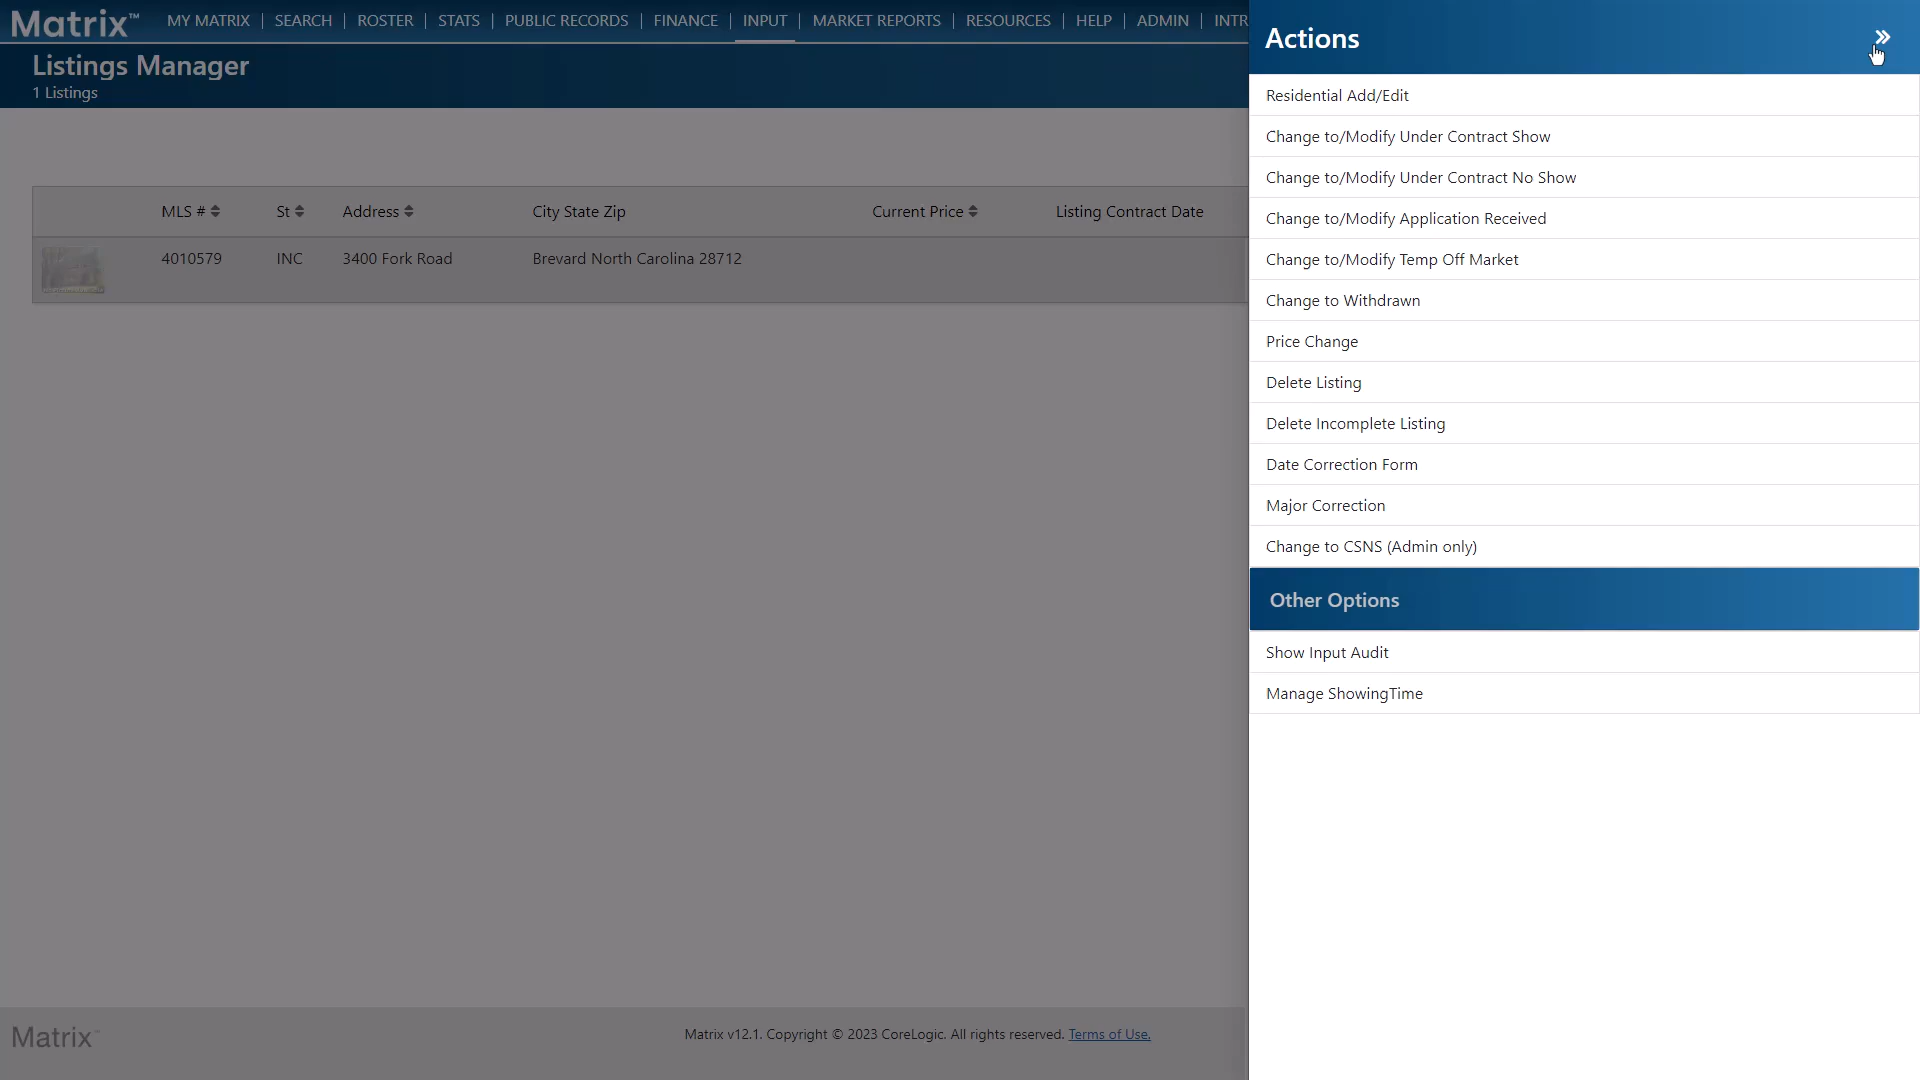 Matrix™ MY MATRIX | SEARCH | ROSTER | STATS | PUBLIC RECORDS | FINANCE | INPUT | MARKET REPORTS | RESOURCES | HELP | ADMIN | INTR
Listings Manager
1 Listings
MLS # St Address City State Zip Current Price Listing Contract Date
4010579 INC 3400 Fork Road Brevard North Carolina 28712
Actions
Residential Add/Edit
Change to/Modify Under Contract Show
Change to/Modify Under Contract No Show
Change to/Modify Application Received
Change to/Modify Temp Off Market
Change to Withdrawn
Price Change
Delete Listing
Delete Incomplete Listing
Date Correction Form
Major Correction
Change to CSNS (Admin only)
Other Options
Show Input Audit
Manage ShowingTime
Matrix™ Matrix v12.1. Copyright © 2023 CoreLogic. All rights reserved. Terms of Use.